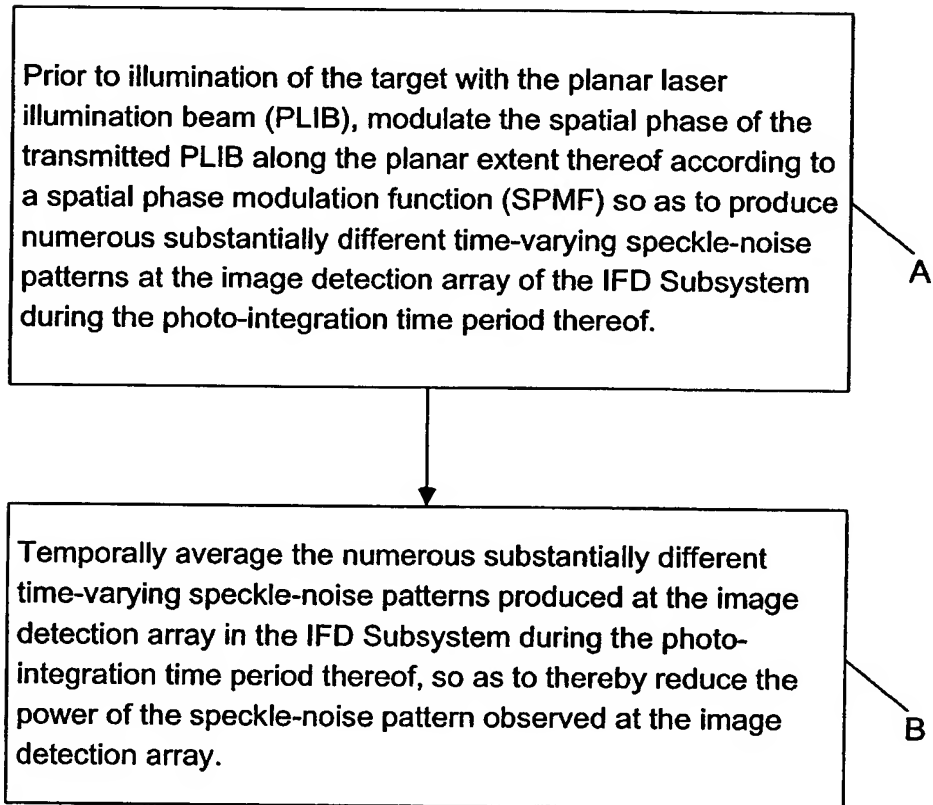 Prior to illumination of the target with the planar laser
illumination beam (PLIB), modulate the spatial phase of the
transmitted PLIB along the planar extent thereof according to
a spatial phase modulation function (SPMF) so as to produce
numerous substantially different time-varying speckle-noise
patterns at the image detection array of the IFD Subsystem
during the photo-integration time period thereof.
A
Temporally average the numerous substantially different
time-varying speckle-noise patterns produced at the image
detection array in the IFD Subsystem during the photo-
integration time period thereof, so as to thereby reduce the
power of the speckle-noise pattern observed at the image
detection array.
B